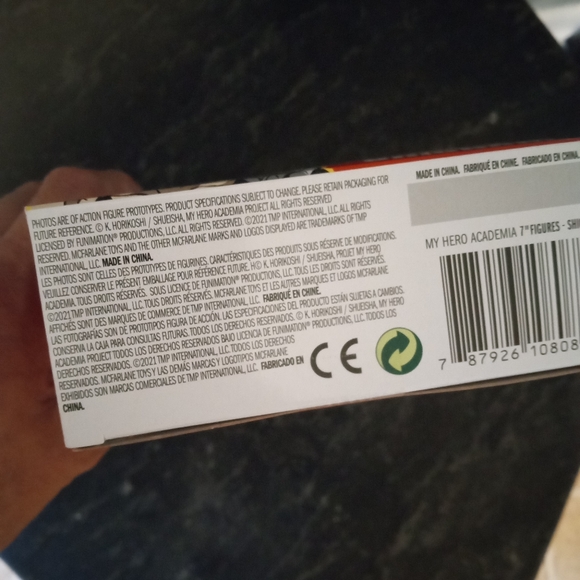 PHOTOS ARE OF ACTION FIGURE PROTOTYPES. PRODUCT SPECIFICATIONS SUBJECT TO CHANGE. PLEASE RETAIN PACKAGING FOR
FUTURE REFERENCE. © K. HORIKOSHI / SHUEISHA, MY HERO ACADEMIA PROJECT ALL RIGHTS RESERVED
LICENSED BY FUNIMATION® PRODUCTIONS, LLC. ALL RIGHTS RESERVED. ©2021 TMP INTERNATIONAL, LLC. ALL RIGHTS
RESERVED. MCFARLANE TOYS AND THE OTHER MCFARLANE MARKS AND LOGOS DISPLAYED ARE TRADEMARKS OF TMP
INTERNATIONAL, LLC. MADE IN CHINA.
LES PHOTOS SONT CELLES DES PROTOTYPES DE FIGURINES. CARACTÉRISTIQUES DES PRODUITS SOUS RÉSERVE DE MODIFICATIONS.
VEUILLEZ CONSERVER LE PRÉSENT EMBALLAGE POUR RÉFÉRENCE FUTURE. © K. HORIKOSHI / SHUEISHA, PROJET MY HERO
ACADEMIA. TOUS DROITS RÉSERVÉS. SOUS LICENCE DE FUNIMATION® PRODUCTIONS, LLC. TOUS LES DROITS SONT RÉSERVÉS.
©2021 TMP INTERNATIONAL, LLC. TOUS DROITS RÉSERVÉS. MCFARLANE TOYS ET LES AUTRES MARQUES ET LOGOS MCFARLANE
AFFICHÉS SONT DES MARQUES DE COMMERCE DE TMP INTERNATIONAL, LLC. FABRIQUÉ EN CHINE.
LAS FOTOGRAFÍAS SON DE PROTOTIPOS FIGURA DE ACCIÓN. LAS ESPECIFICACIONES DEL PRODUCTO ESTÁN SUJETAS A CAMBIOS.
CONSERVA LA CAJA PARA CONSULTAS FUTURAS. © K. HORIKOSHI / SHUEISHA, MY HERO
ACADEMIA PROJECT TODOS LOS DERECHOS RESERVADOS BAJO LICENCIA DE FUNIMATION® PRODUCTIONS, LLC. TODOS LOS
DERECHOS RESERVADOS. ©2021 TMP INTERNATIONAL, LLC. TODOS LOS DERECHOS
RESERVADOS. MCFARLANE TOYS Y LAS DEMÁS MARCAS Y LOGOTIPOS MCFARLANE
EXHIBIDOS SON MARCAS COMERCIALES DE TMP INTERNATIONAL, LLC. FABRICADO EN
CHINA.
CE
MADE IN CHINA. FABRIQUÉ EN CHINE. FABRICADO EN CHINA.
MY HERO ACADEMIA 7" FIGURES - SHI
7 87926 10808